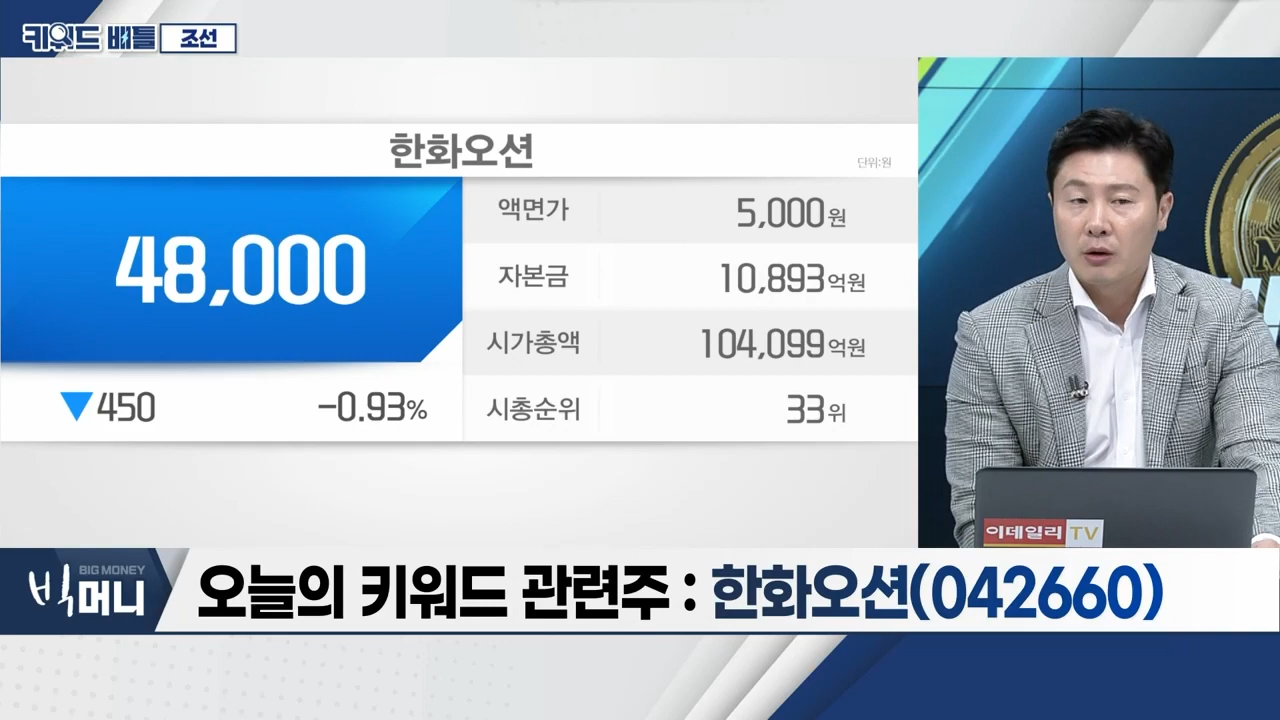 키워드 배틀 조선
한화오션
단위:원
48,000
▼450 -0.93%
액면가 5,000원
자본금 10,893억원
시가총액 104,099억원
시총순위 33위
이데일리 TV
BIG MONEY
빅머니
오늘의 키워드 관련주 : 한화오션(042660)